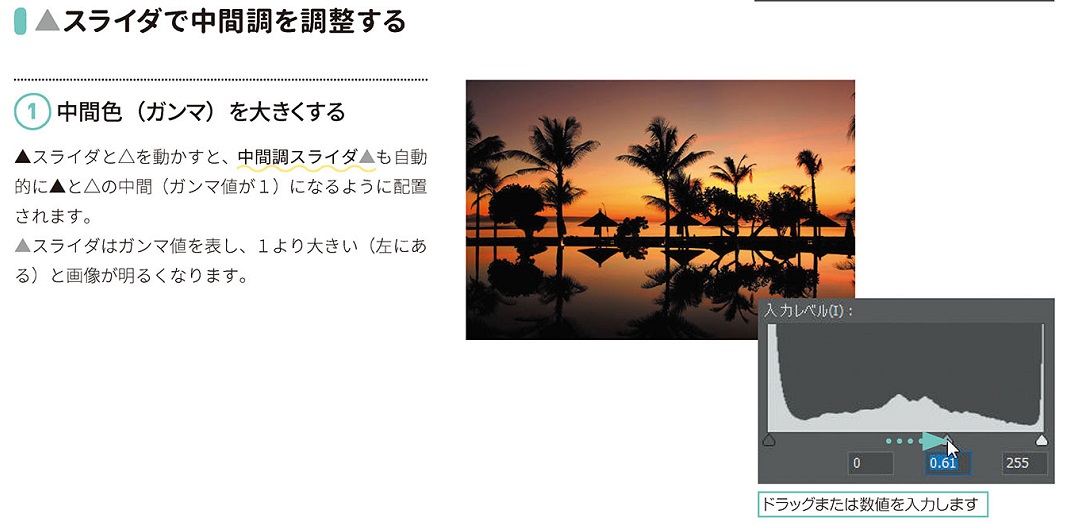 ▲スライダで中間調を調整する
1 中間色（ガンマ）を大きくする
▲スライダと△を動かすと、中間調スライダ▲も自動
的に▲と△の中間（ガンマ値が１）になるように配置
されます。
▲スライダはガンマ値を表し、１より大きい（左にあ
る）と画像が明るくなります。
入力レベル(I)：
0 0.61 255
ドラッグまたは数値を入力します